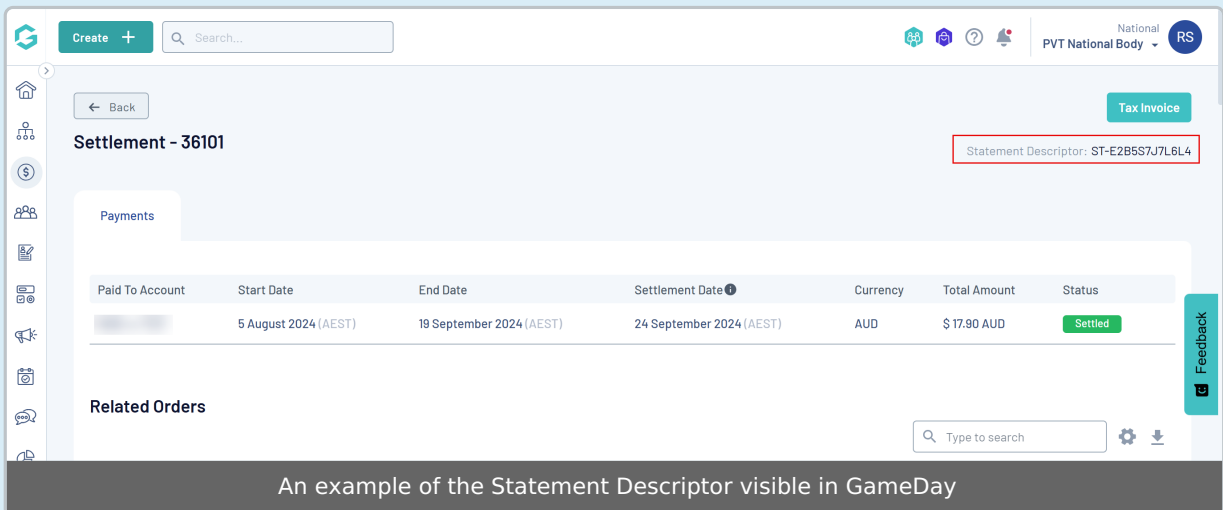 Create +
Search...
National
PVT National Body
RS
← Back
Tax Invoice
Settlement - 36101
Statement Descriptor: ST-E2B5S7J7L6L4
Payments
Paid To Account Start Date End Date Settlement Date Currency Total Amount Status
5 August 2024 (AEST) 19 September 2024 (AEST) 24 September 2024 (AEST) AUD $ 17.90 AUD Settled
Feedback
Related Orders
Type to search
An example of the Statement Descriptor visible in GameDay